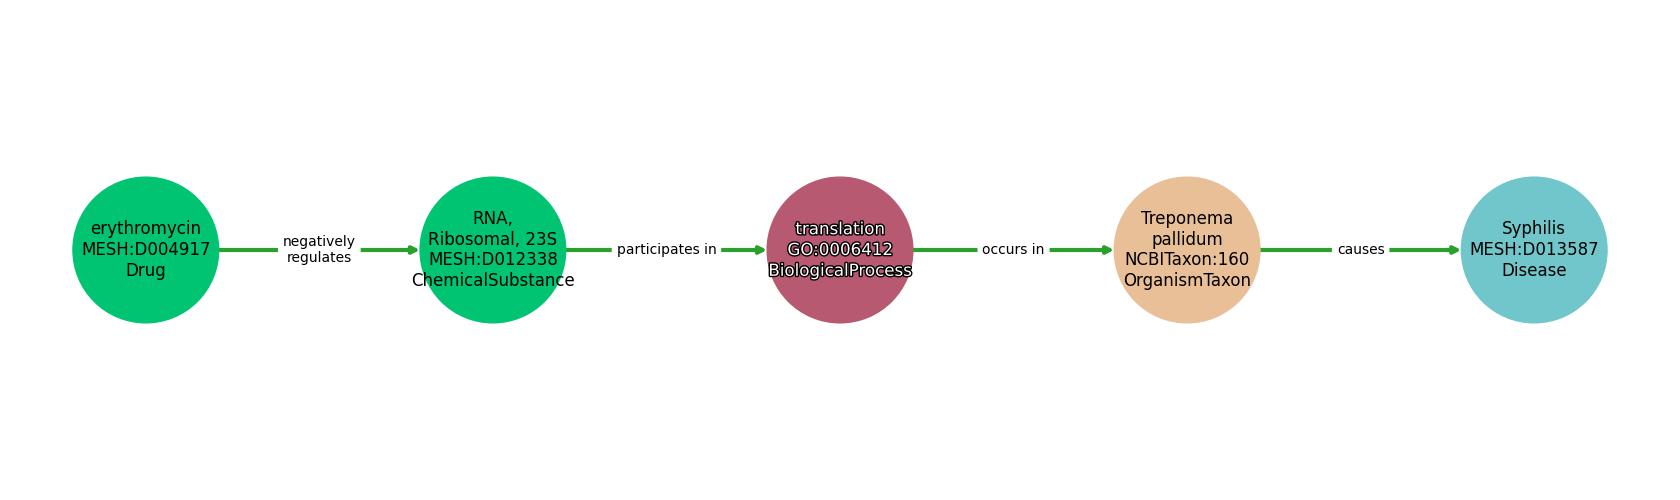 erythromycin
MESH:D004917
Drug
negatively
regulates
RNA,
Ribosomal, 23S
MESH:D012338
ChemicalSubstance
participates in
translation
GO:0006412
BiologicalProcess
occurs in
Treponema
pallidum
NCBITaxon:160
OrganismTaxon
causes
Syphilis
MESH:D013587
Disease